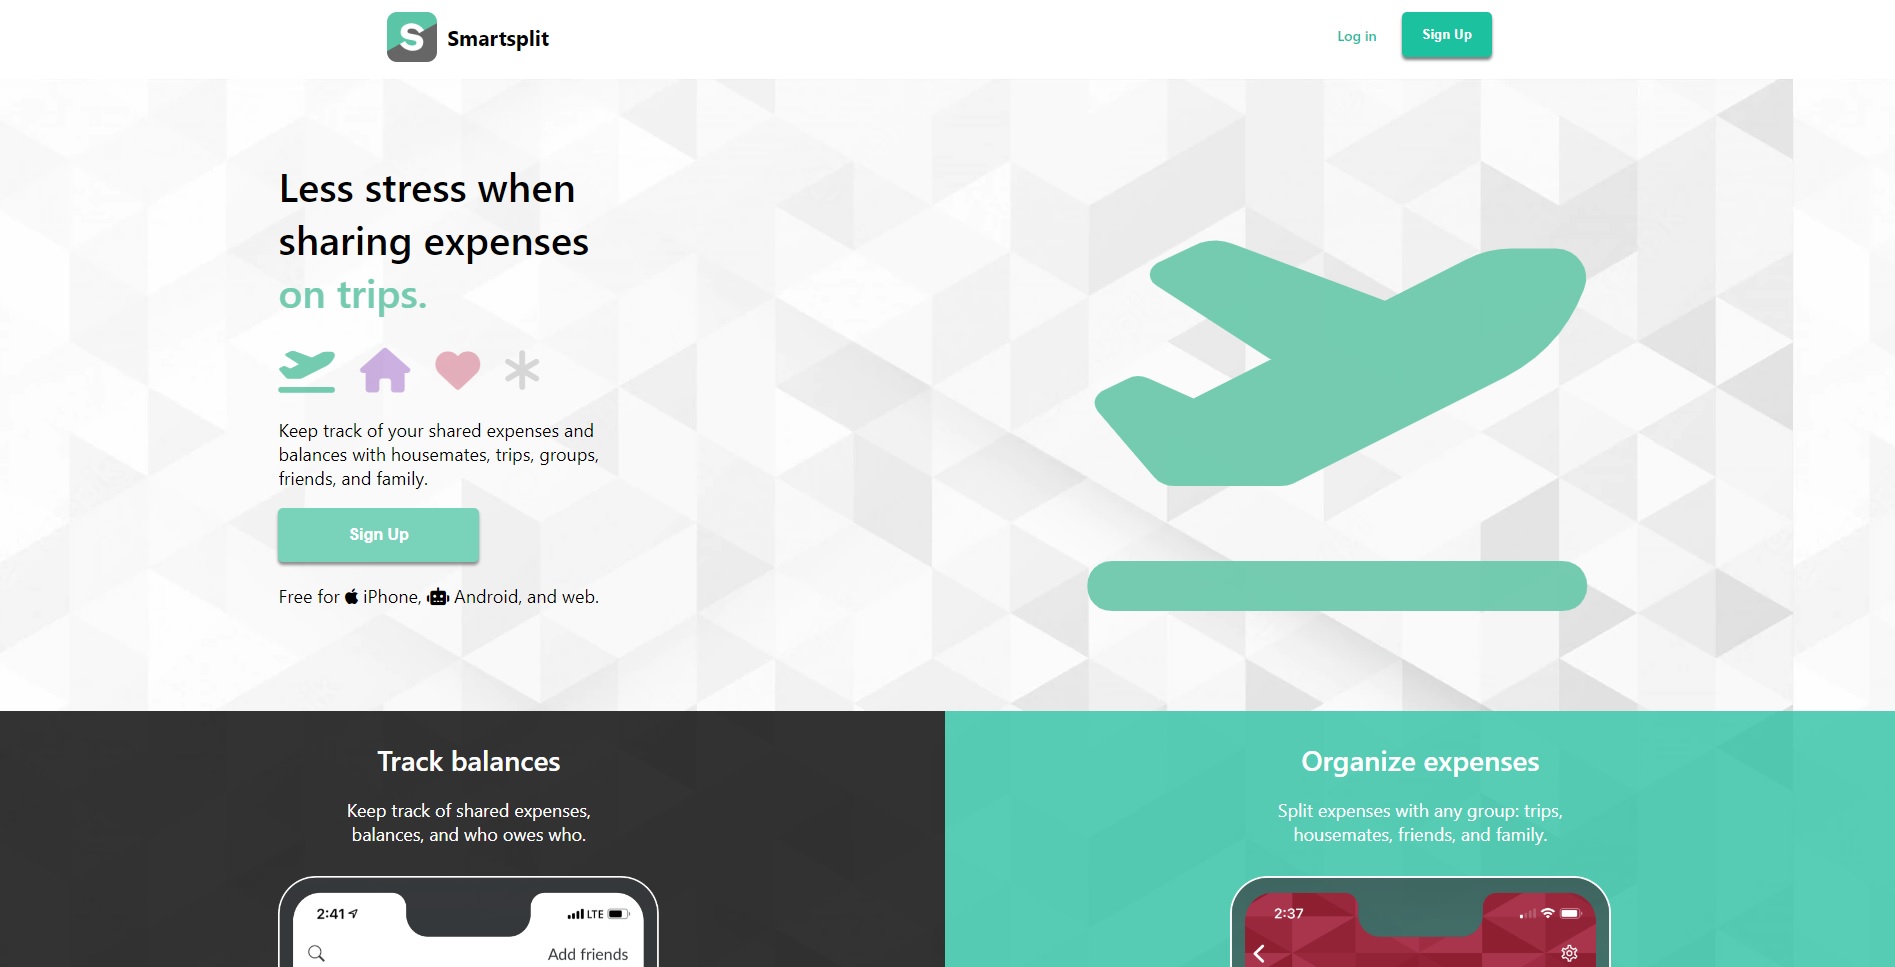 S Smartsplit
Log in
Sign Up
Less stress when
sharing expenses
on trips.
Keep track of your shared expenses and
balances with housemates, trips, groups,
friends, and family.
Sign Up
Free for iPhone, Android, and web.
Track balances
Keep track of shared expenses,
balances, and who owes who.
2:41
LTE
Add friends
Organize expenses
Split expenses with any group: trips,
housemates, friends, and family.
2:37